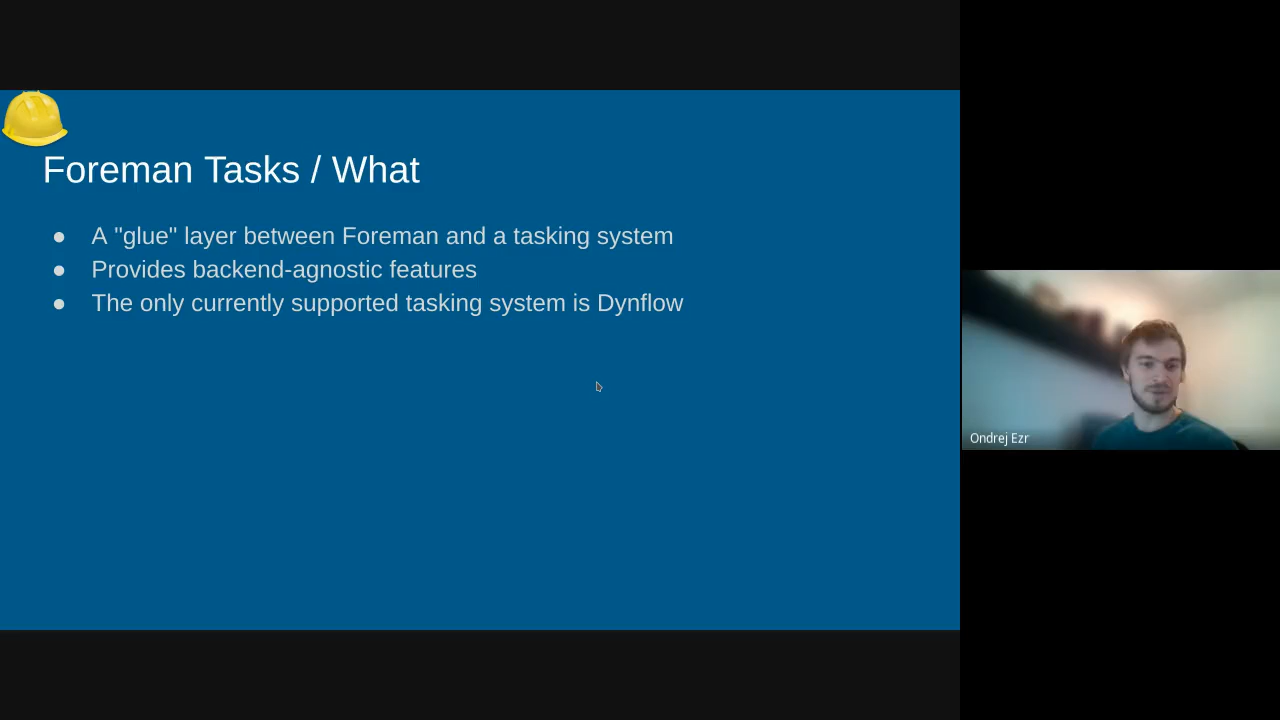 Foreman Tasks / What
● A "glue" layer between Foreman and a tasking system
● Provides backend-agnostic features
● The only currently supported tasking system is Dynflow
Ondrej Ezr